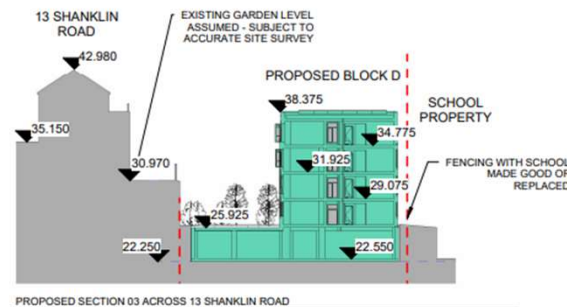 13 SHANKLIN
ROAD
EXISTING GARDEN LEVEL
ASSUMED - SUBJECT TO
ACCURATE SITE SURVEY
42.980
PROPOSED BLOCK D
38.375
SCHOOL
PROPERTY
35.150
34.775
30.970
31.925
FENCING WITH SCHOOL
MADE GOOD OR
REPLACED
29.075
25.925
22.250
22.550
PROPOSED SECTION 03 ACROSS 13 SHANKLIN ROAD